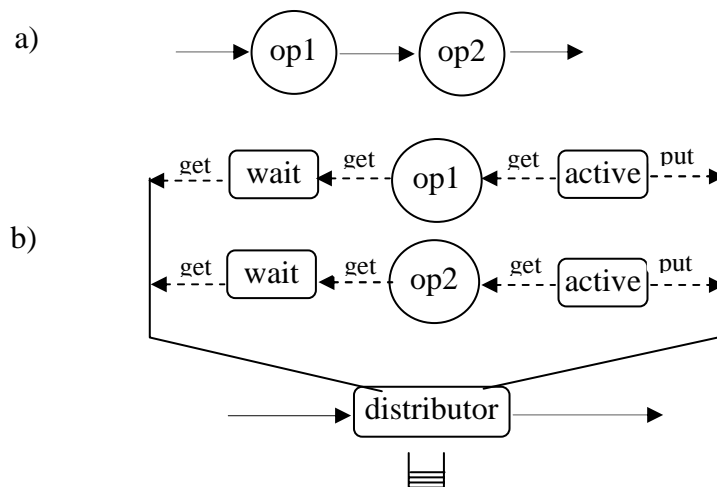 a) op1 op2
get wait get op1 get active put
b)
get wait get op2 get active put
distributor